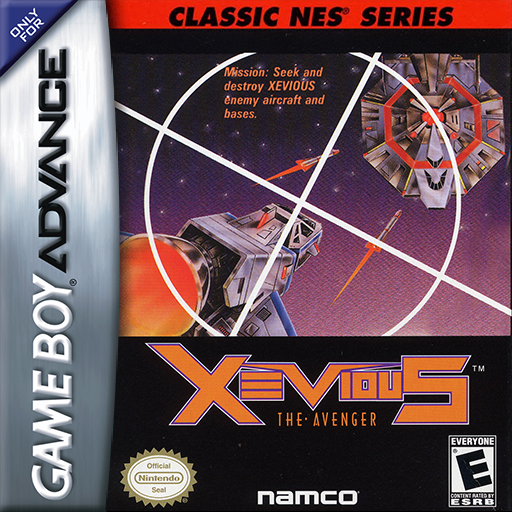 ONLY
FOR
GAME BOY ADVANCE
CLASSIC NES® SERIES
Mission: Seek and
destroy XEVIOUS
enemy aircraft and
bases.
XEVIOUS™
THE·AVENGER
Official
Nintendo
Seal
namco®
EVERYONE
E
CONTENT RATED BY
ESRB